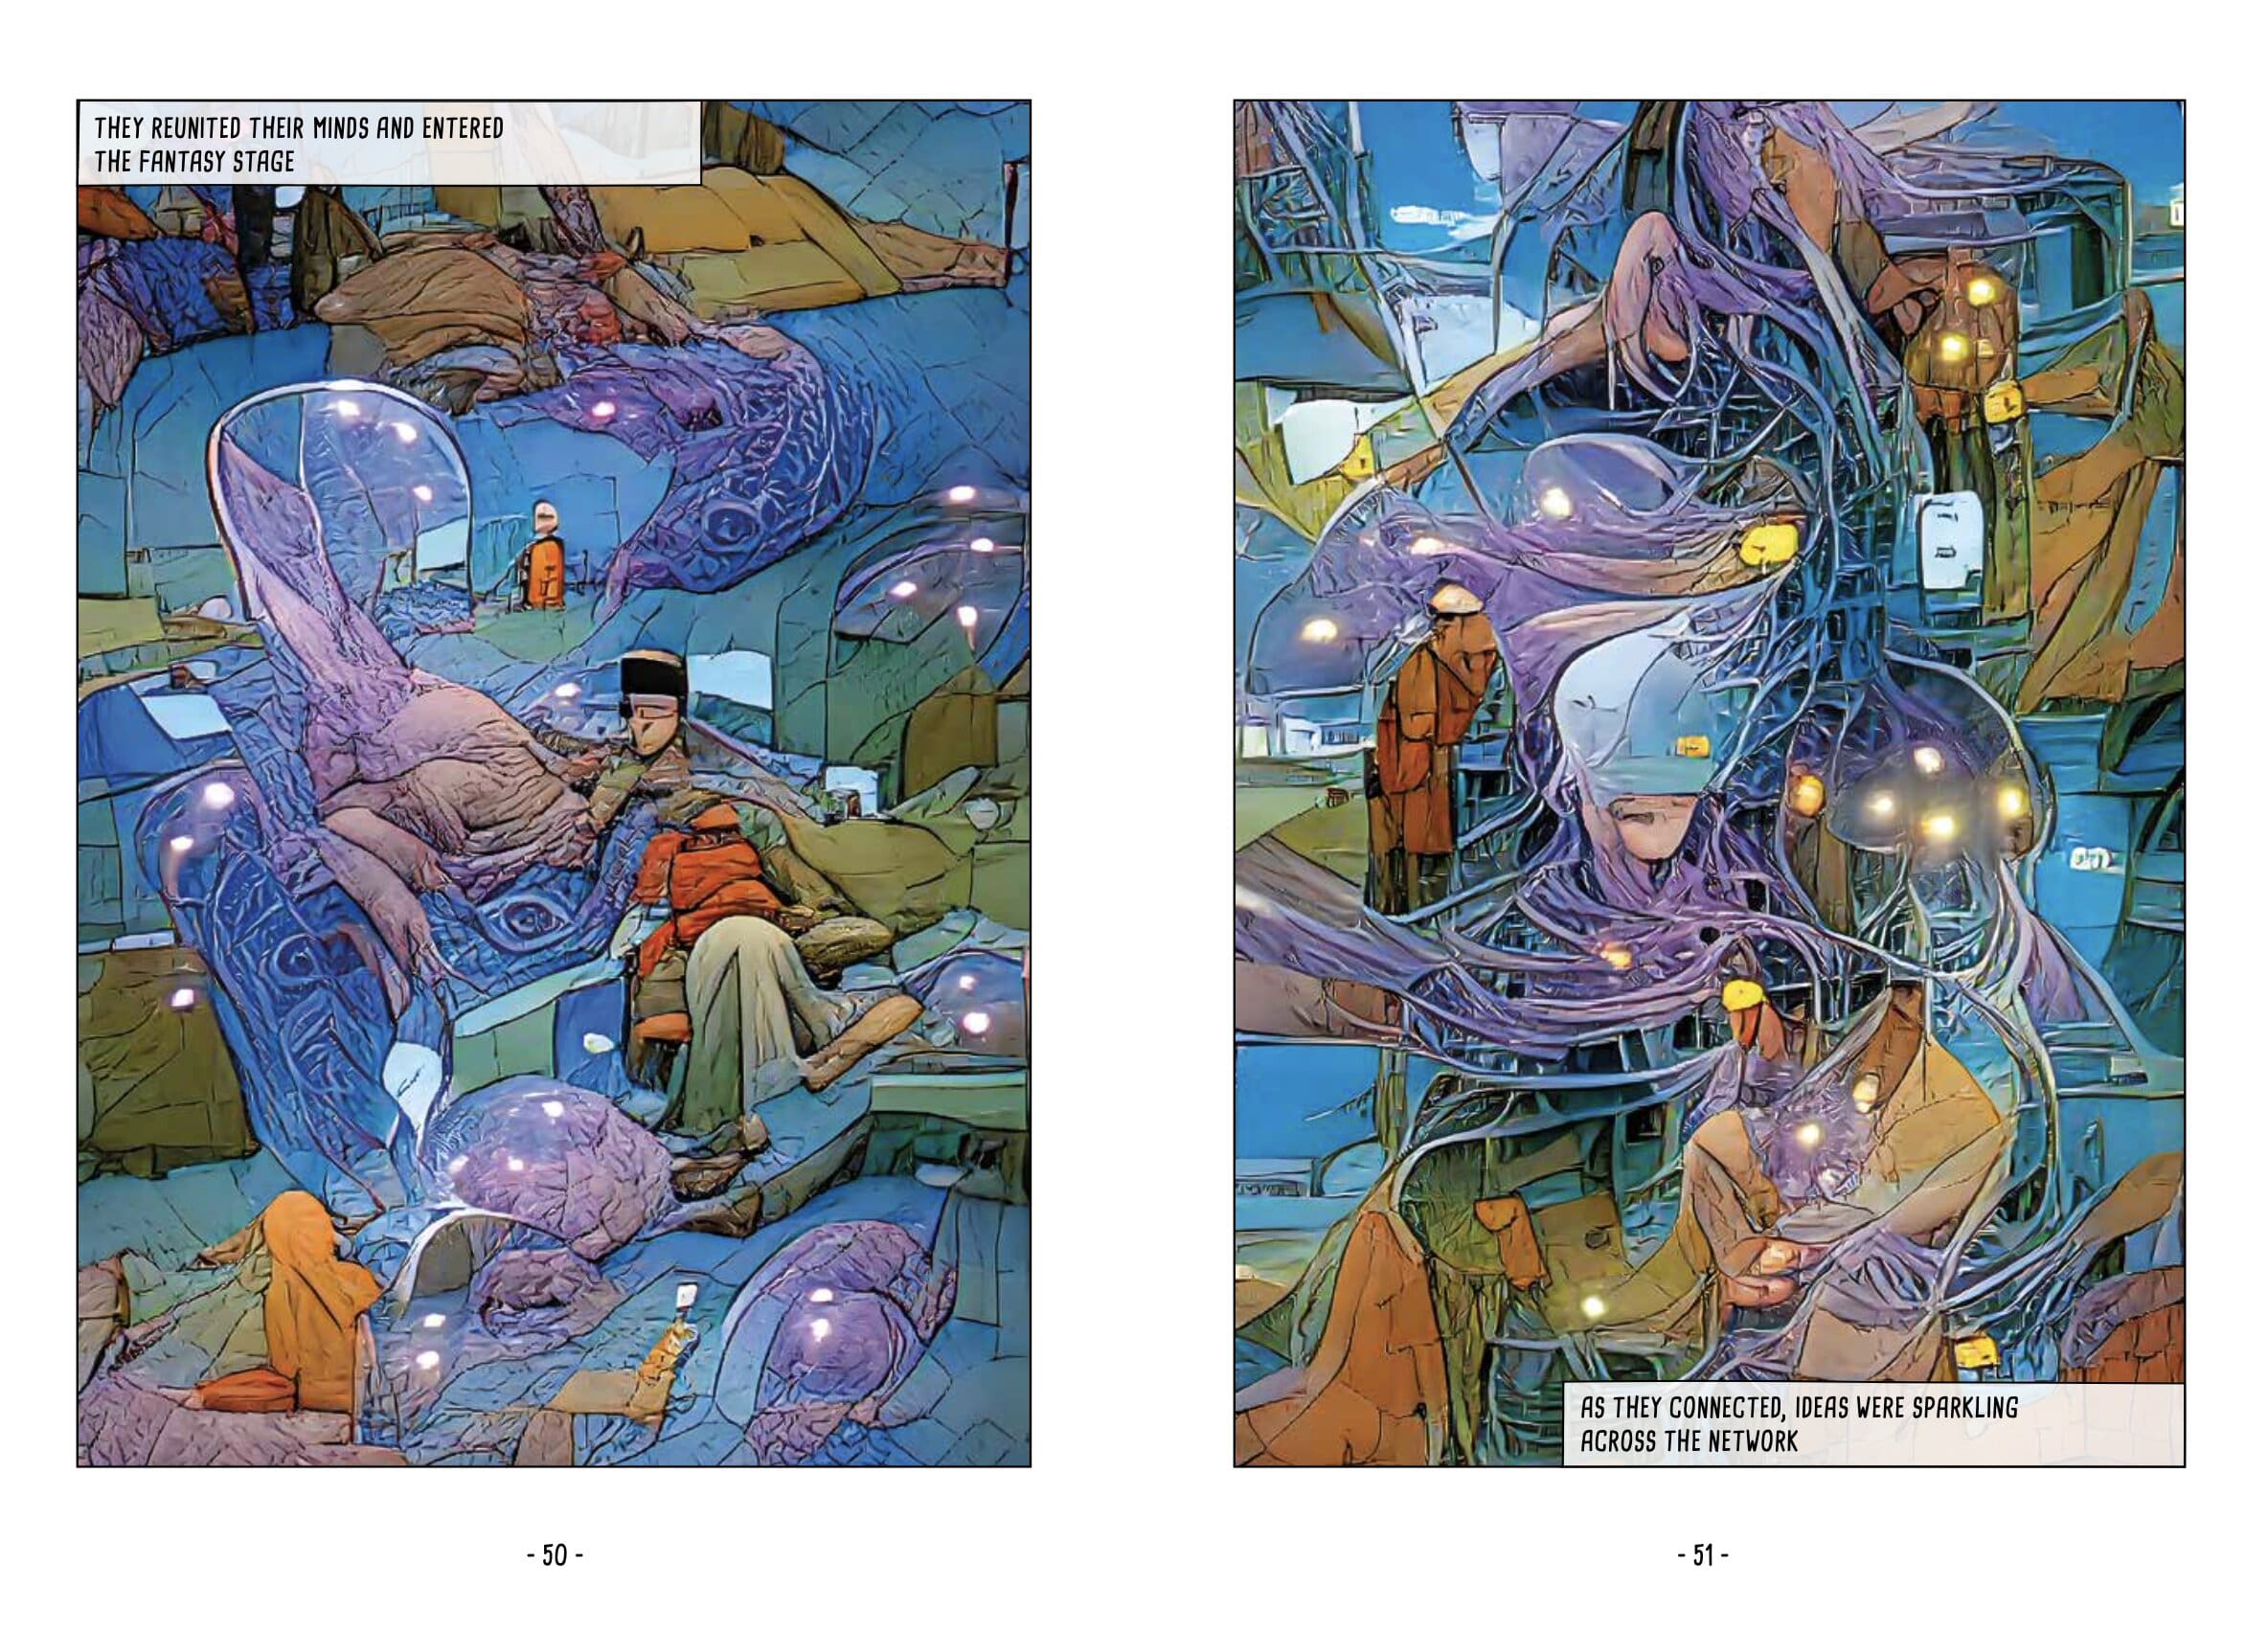 THEY REUNITED THEIR MINDS AND ENTERED
THE FANTASY STAGE
AS THEY CONNECTED, IDEAS WERE SPARKLING
ACROSS THE NETWORK
- 50 -
- 51 -